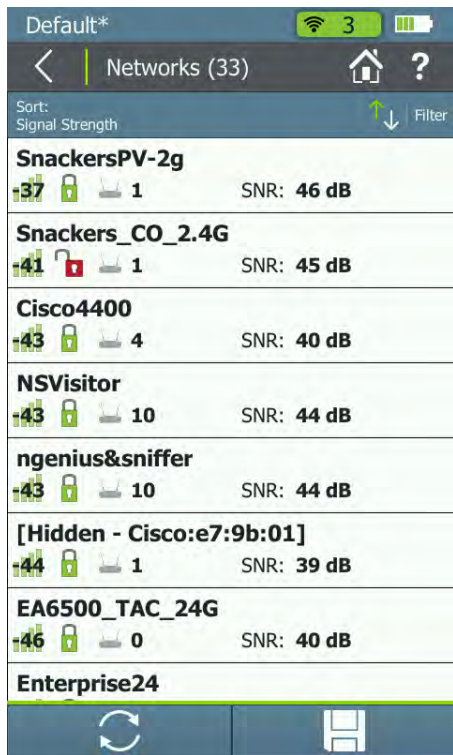 Default*
3
Networks (33)
?
Sort:
Signal Strength
Filter
SnackersPV-2g
-37 1 SNR: 46 dB
Snackers_CO_2.4G
-41 1 SNR: 45 dB
Cisco4400
-43 4 SNR: 40 dB
NSVisitor
-43 10 SNR: 44 dB
ngenius&sniffer
-43 10 SNR: 44 dB
[Hidden - Cisco:e7:9b:01]
-44 1 SNR: 39 dB
EA6500_TAC_24G
-46 0 SNR: 40 dB
Enterprise24